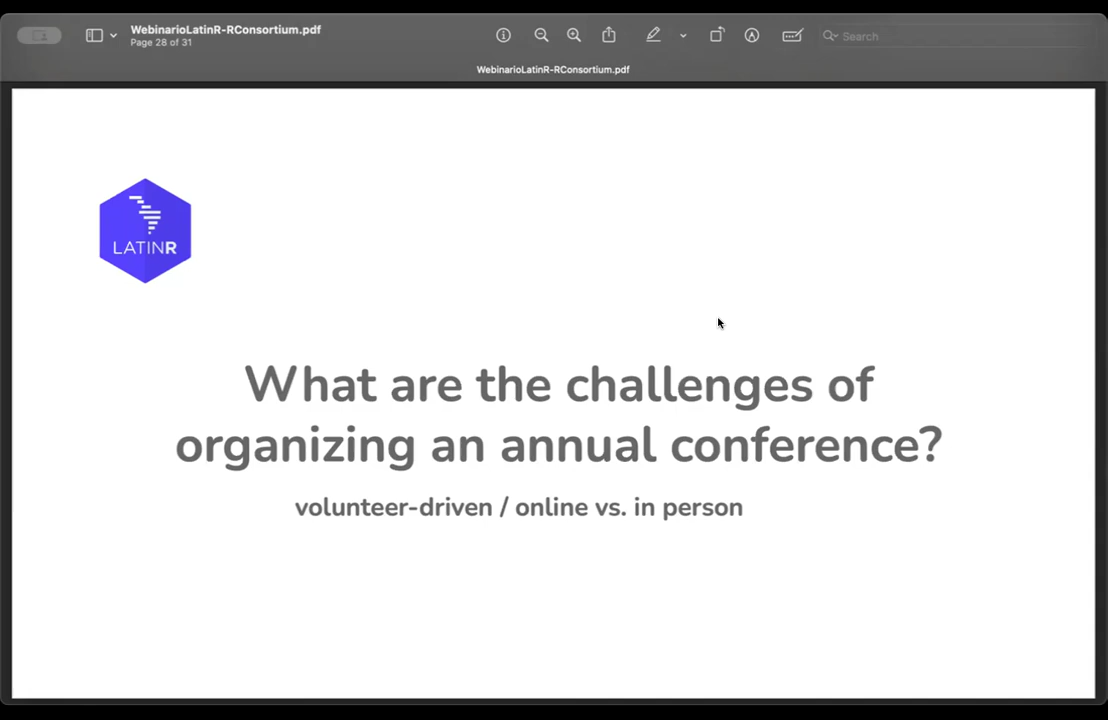 WebinarioLatinR-RConsortium.pdf
Page 28 of 31
Search
WebinarioLatinR-RConsortium.pdf
LATINR
What are the challenges of
organizing an annual conference?
volunteer-driven / online vs. in person